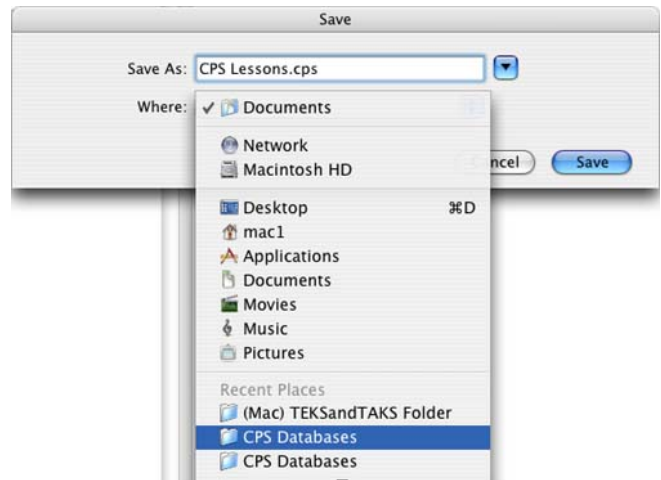 Save
Save As: CPS Lessons.cps
Where: ✓ Documents
Network
Macintosh HD
Cancel Save
Desktop ⌘D
mac1
Applications
Documents
Movies
Music
Pictures
Recent Places
(Mac) TEKSandTAKS Folder
CPS Databases
CPS Databases